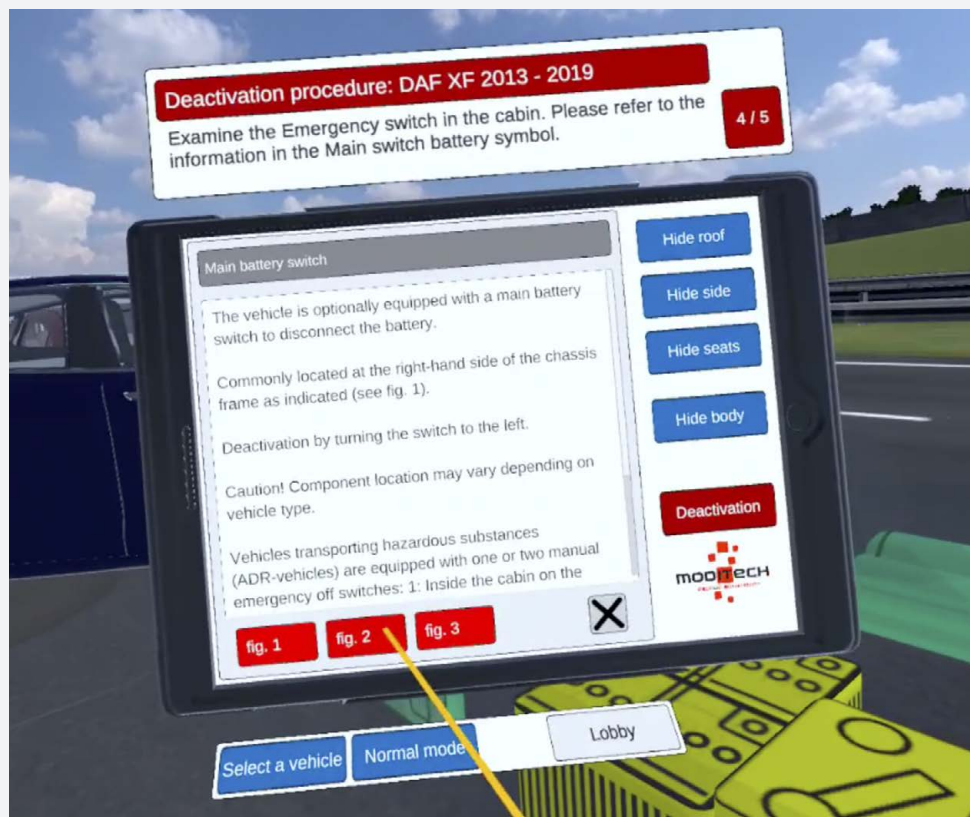 Deactivation procedure: DAF XF 2013 - 2019
Examine the Emergency switch in the cabin. Please refer to the
information in the Main switch battery symbol.
4 / 5
Main battery switch
The vehicle is optionally equipped with a main battery
switch to disconnect the battery.
Commonly located at the right-hand side of the chassis
frame as indicated (see fig. 1).
Deactivation by turning the switch to the left.
Caution! Component location may vary depending on
vehicle type.
Vehicles transporting hazardous substances
(ADR-vehicles) are equipped with one or two manual
emergency off switches: 1: Inside the cabin on the
fig. 1
fig. 2
fig. 3
Hide roof
Hide side
Hide seats
Hide body
Deactivation
MODITECH
Select a vehicle
Normal mode
Lobby